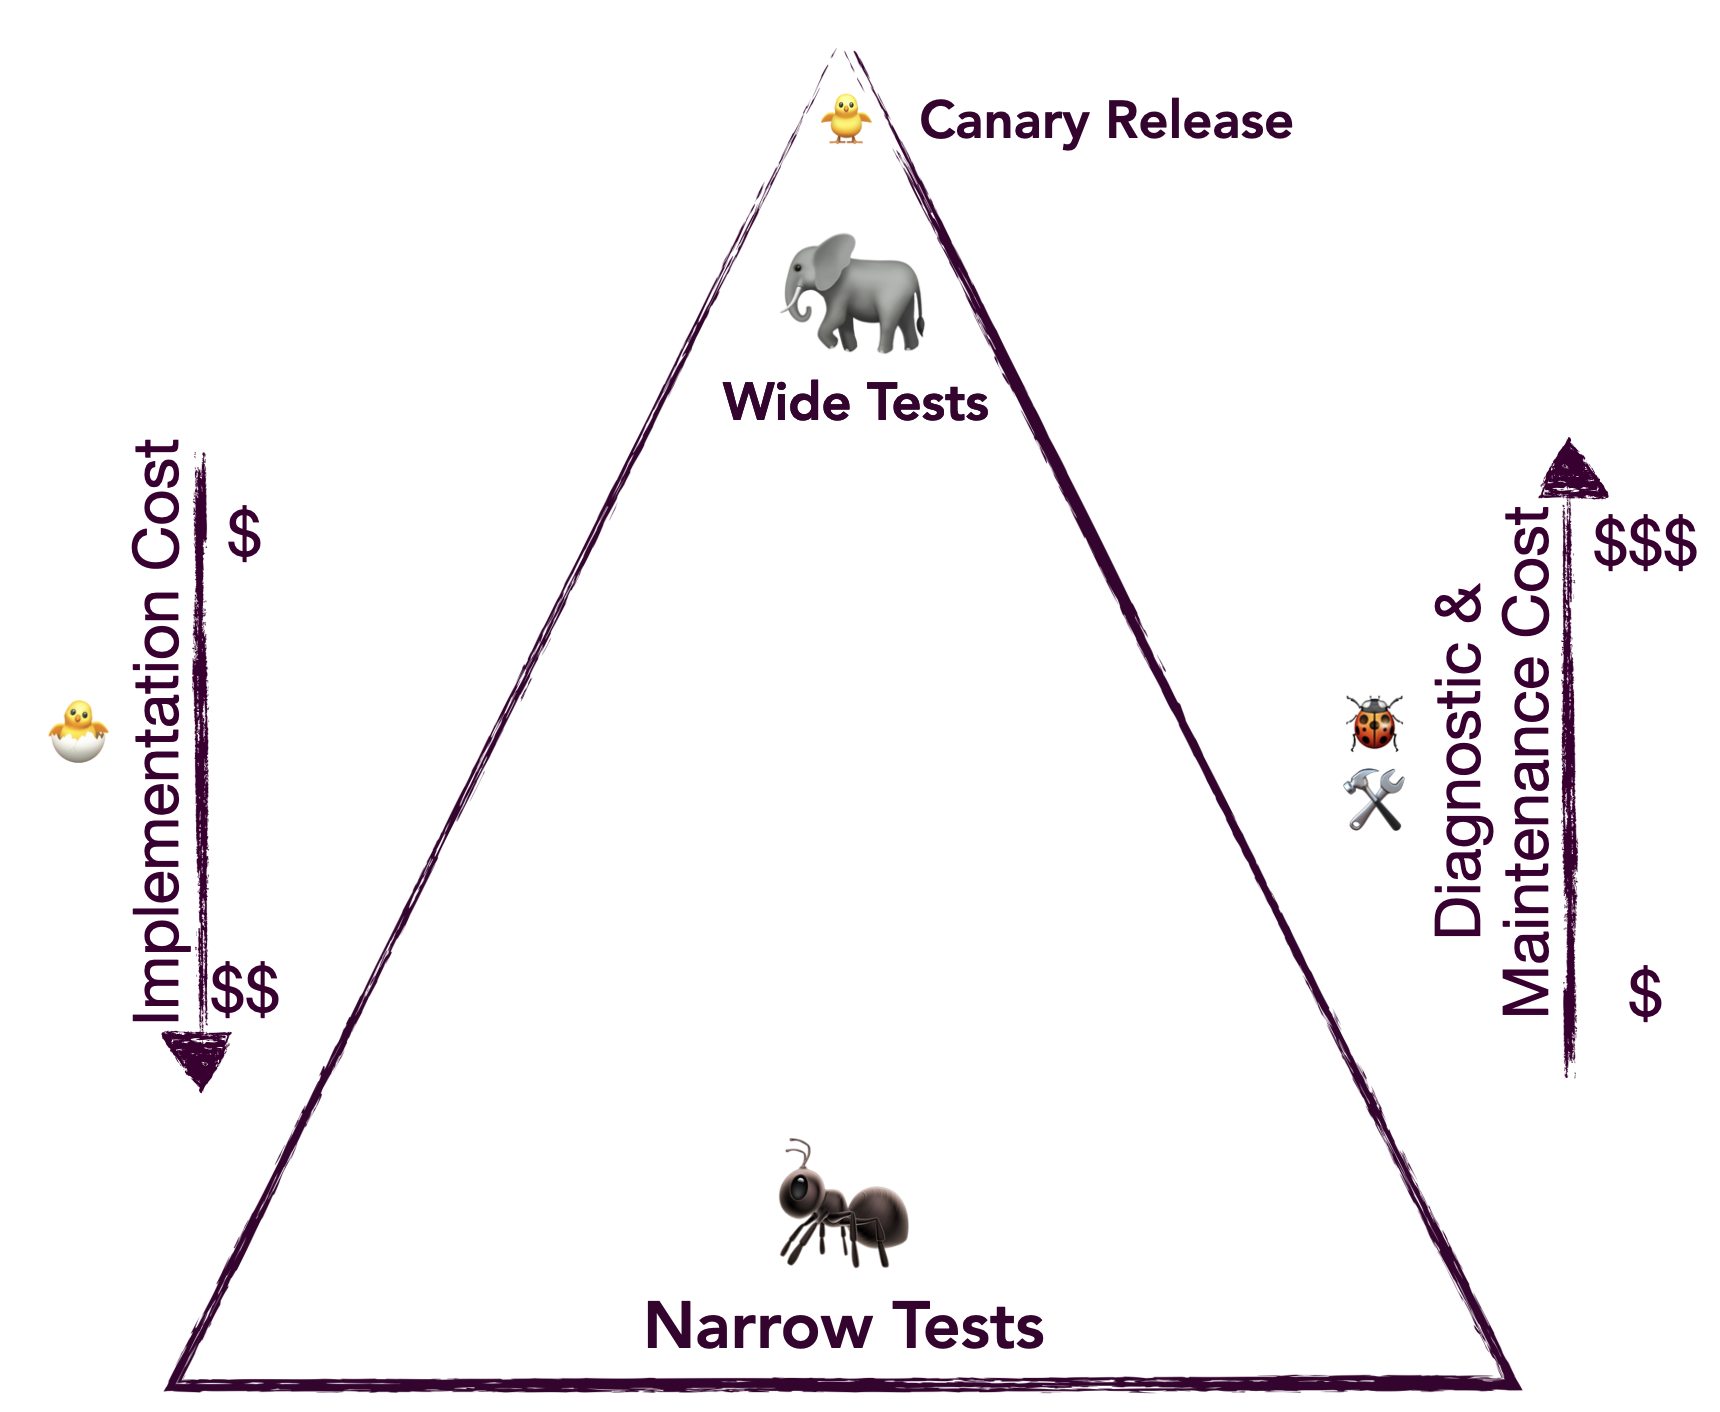 Canary Release
Wide Tests
Implementation Cost
$
$$
Diagnostic &
Maintenance Cost
$$$
$
Narrow Tests